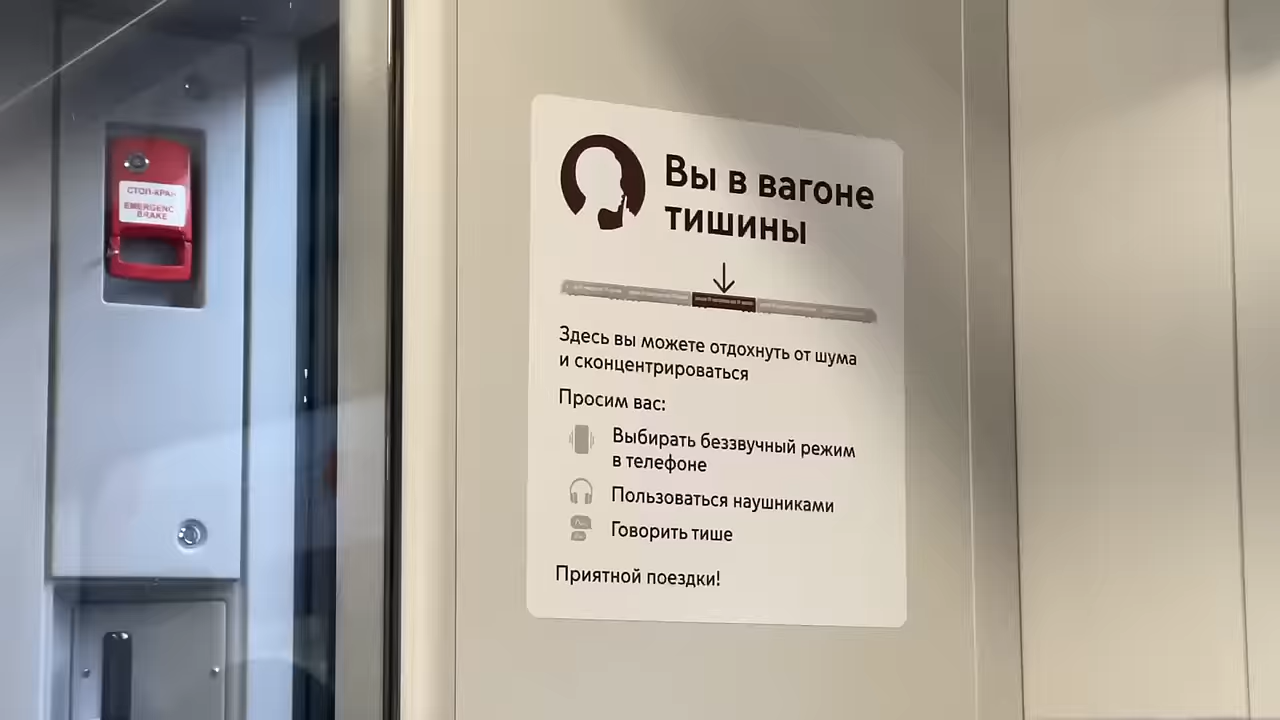 СТОП-КРАН
EMERGENC
BRAKE
Вы в вагоне
тишины
Здесь вы можете отдохнуть от шума
и сконцентрироваться
Просим вас:
Выбирать беззвучный режим
в телефоне
Пользоваться наушниками
Говорить тише
Приятной поездки!